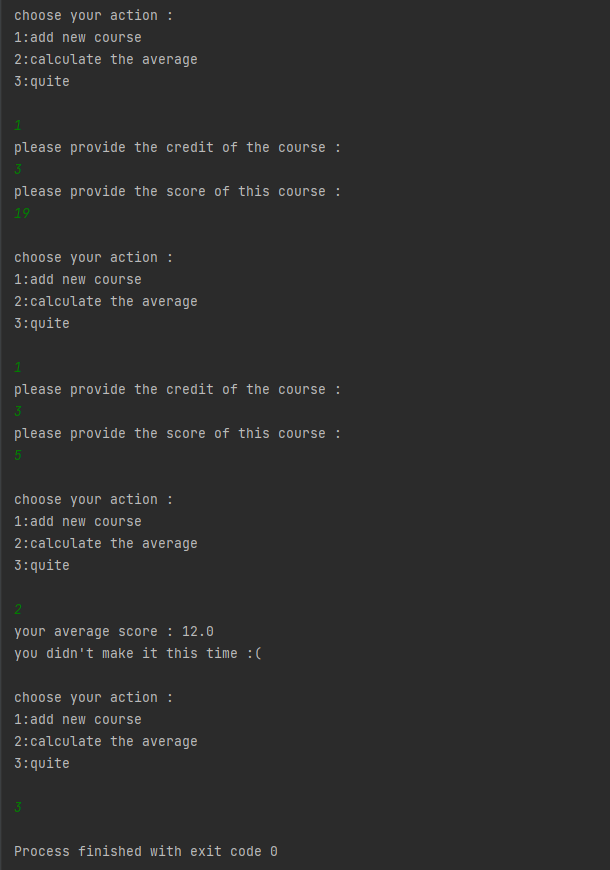 choose your action :
1:add new course
2:calculate the average
3:quite
1
please provide the credit of the course :
3
please provide the score of this course :
19
choose your action :
1:add new course
2:calculate the average
3:quite
1
please provide the credit of the course :
3
please provide the score of this course :
5
choose your action :
1:add new course
2:calculate the average
3:quite
2
your average score : 12.0
you didn't make it this time :(
choose your action :
1:add new course
2:calculate the average
3:quite
3
Process finished with exit code 0